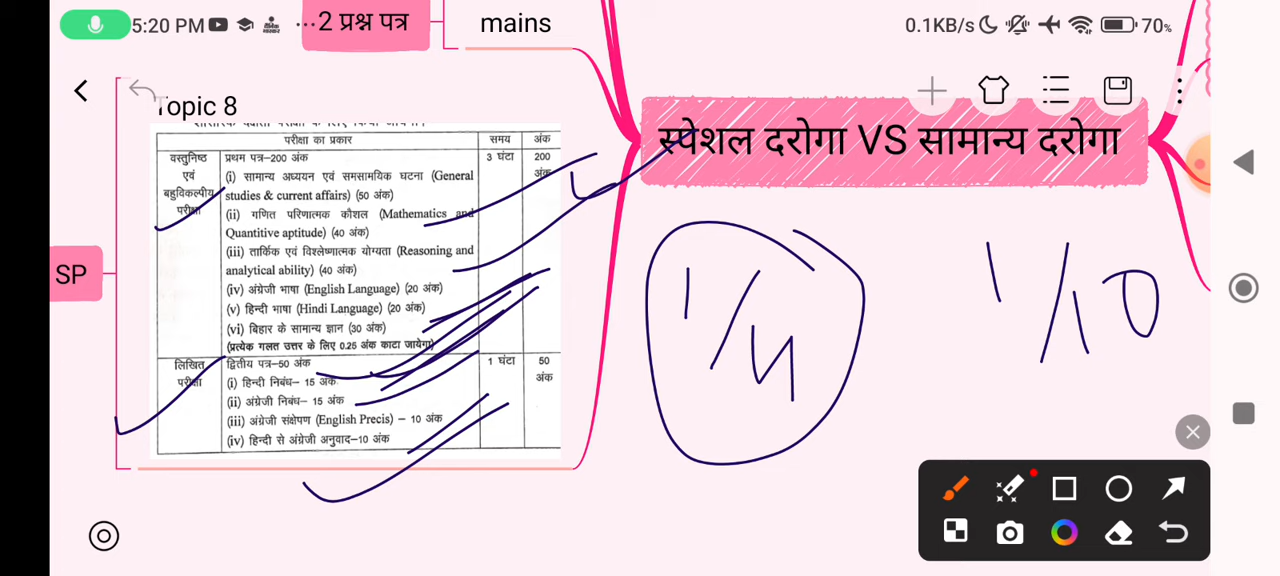 5:20 PM
0.1KB/s
70%
2 प्रश्न पत्र
mains
Topic 8
स्पेशल दरोगा VS सामान्य दरोगा
SP
परीक्षा का प्रकार समय अंक
वस्तुनिष्ठ एवं बहुविकल्पीय परीक्षा
प्रथम पत्र–200 अंक 3 घंटा 200 अंक
(i) सामान्य अध्ययन एवं समसामयिक घटना (General
studies & current affairs) (50 अंक)
(ii) गणित परिणात्मक कौशल (Mathematics and
Quantitive aptitude) (40 अंक)
(iii) तार्किक एवं विश्लेष्णात्मक योग्यता (Reasoning and
analytical ability) (40 अंक)
(iv) अंग्रेजी भाषा (English Language) (20 अंक)
(v) हिन्दी भाषा (Hindi Language) (20 अंक)
(vi) बिहार के सामान्य ज्ञान (30 अंक)
(प्रत्येक गलत उत्तर के लिए 0.25 अंक काटा जायेगा)
लिखित परीक्षा
द्वितीय पत्र–50 अंक 1 घंटा 50 अंक
(i) हिन्दी निबंध– 15 अंक
(ii) अंग्रेजी निबंध– 15 अंक
(iii) अंग्रेजी संक्षेपण (English Precis) – 10 अंक
(iv) हिन्दी से अंग्रेजी अनुवाद–10 अंक
1/4
1/10